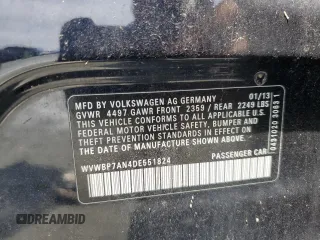 MFD. BY VOLKSWAGEN AG GERMANY 01/13
GVWR 4497 GAWR FRONT 2359 / REAR 2249 LBS
THIS VEHICLE CONFORMS TO ALL APPLICABLE U.S.
FEDERAL MOTOR VEHICLE SAFETY, BUMPER AND
THEFT PREVENTION STANDARDS IN EFFECT ON THE
DATE OF MANUFACTURE SHOWN ABOVE.
WVWBP7AN4DE551824 PASSENGER CAR
DREAMBID